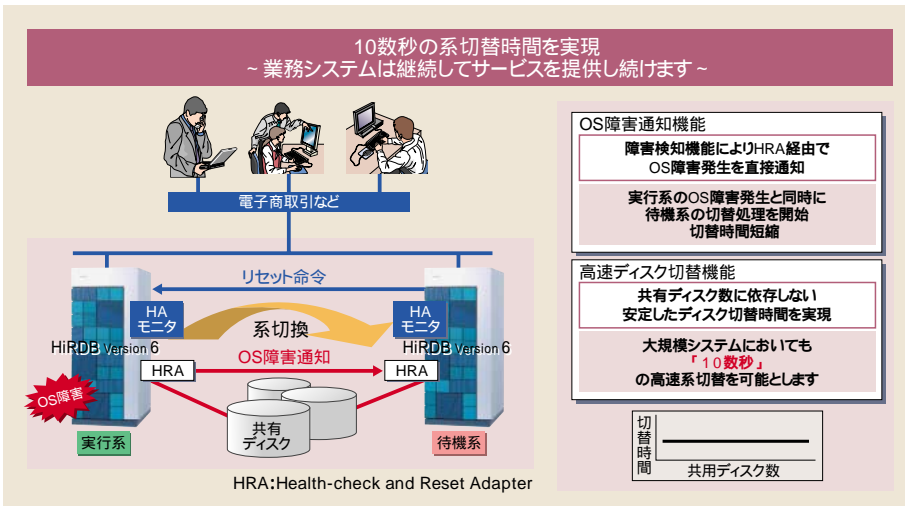 10数秒の系切替時間を実現
~ 業務システムは継続してサービスを提供し続けます ~
電子商取引など
リセット命令
HA
モニタ
系切換
HA
モニタ
HiRDB Version 6
HiRDB Version 6
OS障害通知
HRA
HRA
OS障害
共有
ディスク
実行系
待機系
HRA:Health-check and Reset Adapter
OS障害通知機能
障害検知機能によりHRA経由で
OS障害発生を直接通知
実行系のOS障害発生と同時に
待機系の切替処理を開始
切替時間短縮
高速ディスク切替機能
共有ディスク数に依存しない
安定したディスク切替時間を実現
大規模システムにおいても
「10数秒」
の高速系切替を可能とします
切替時間
共用ディスク数